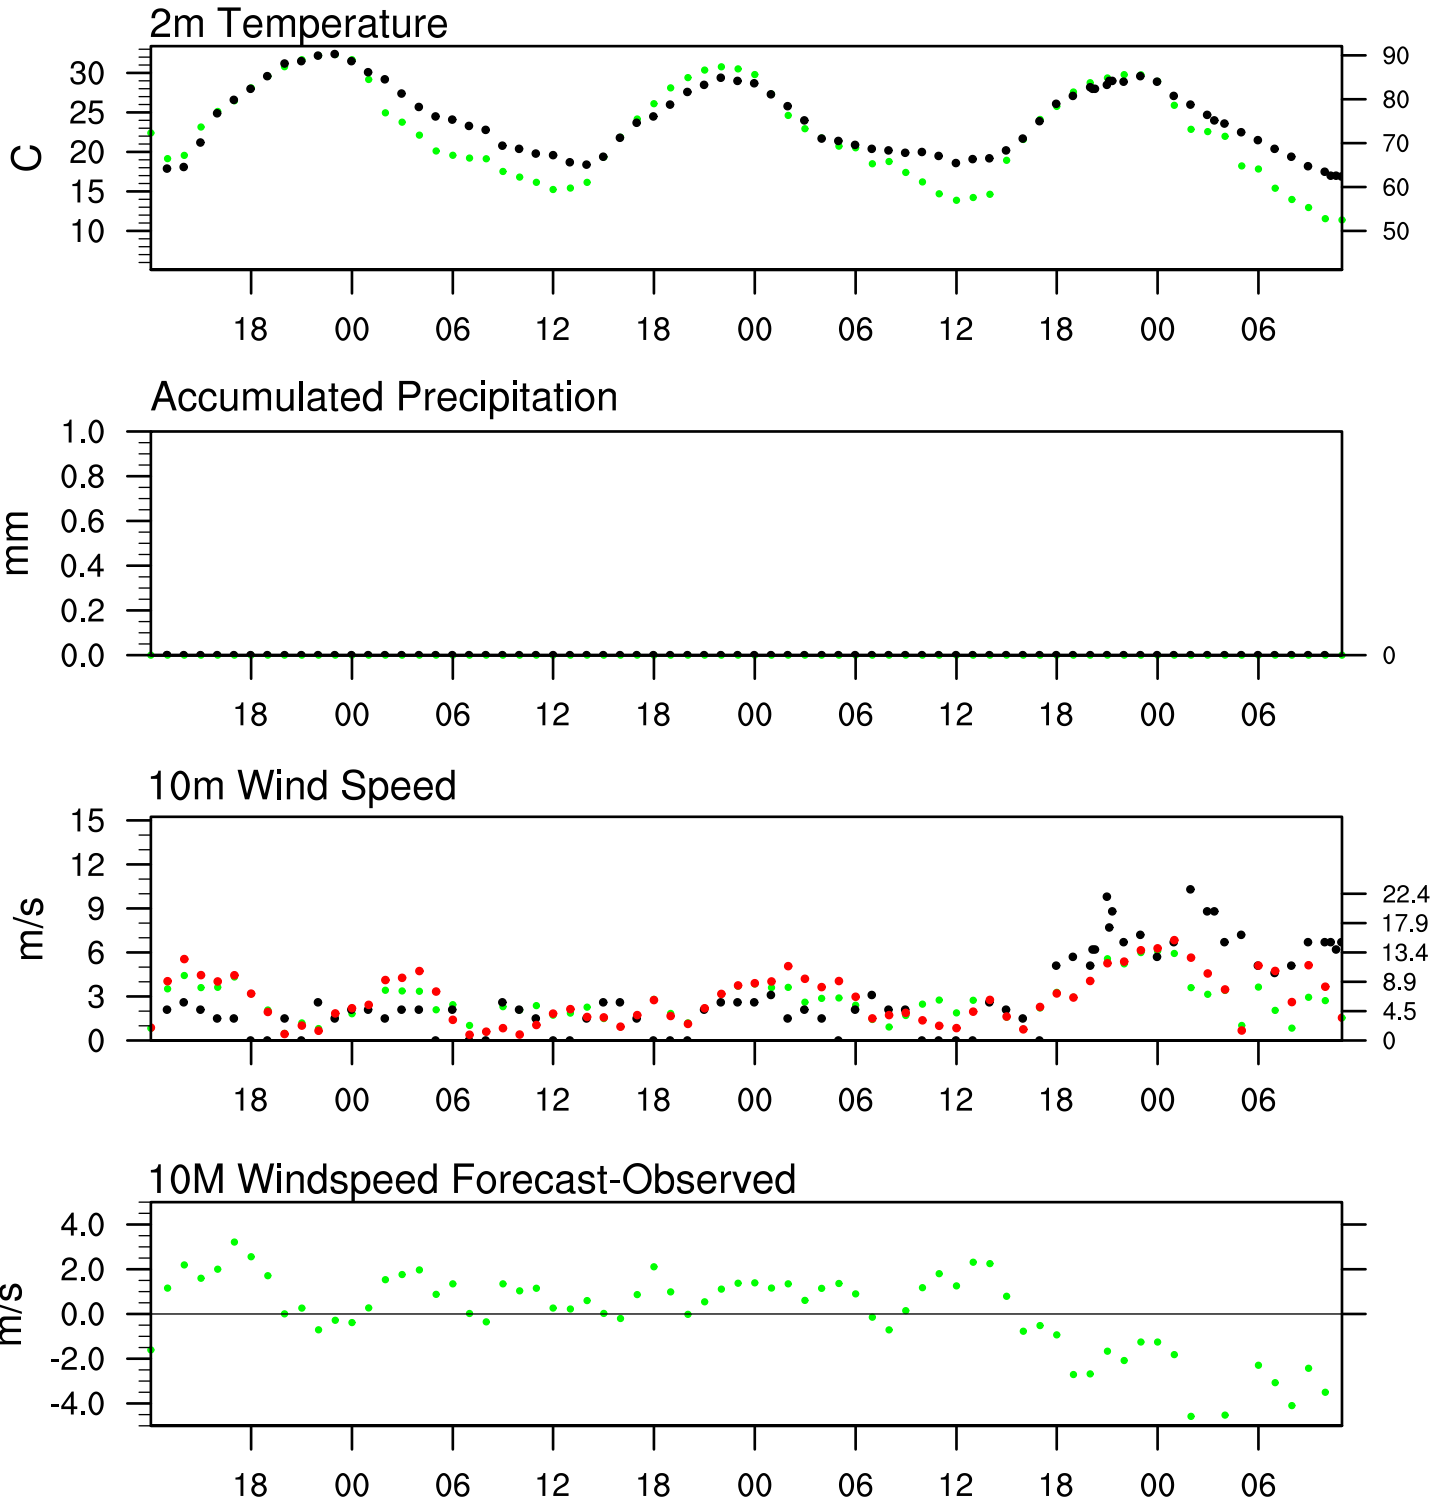 2m Temperature
30 90
25 80
C
20 70
15 60
10 50
18 00 06 12 18 00 06 12 18 00 06
Accumulated Precipitation
1.0
0.8
0.6
mm
0.4
0.2
0.0 0
18 00 06 12 18 00 06 12 18 00 06
10m Wind Speed
15
12
9 22.4
17.9
m/s
6 13.4
8.9
3 4.5
0 0
18 00 06 12 18 00 06 12 18 00 06
10M Windspeed Forecast-Observed
4.0
2.0
m/s
0.0
-2.0
-4.0
18 00 06 12 18 00 06 12 18 00 06